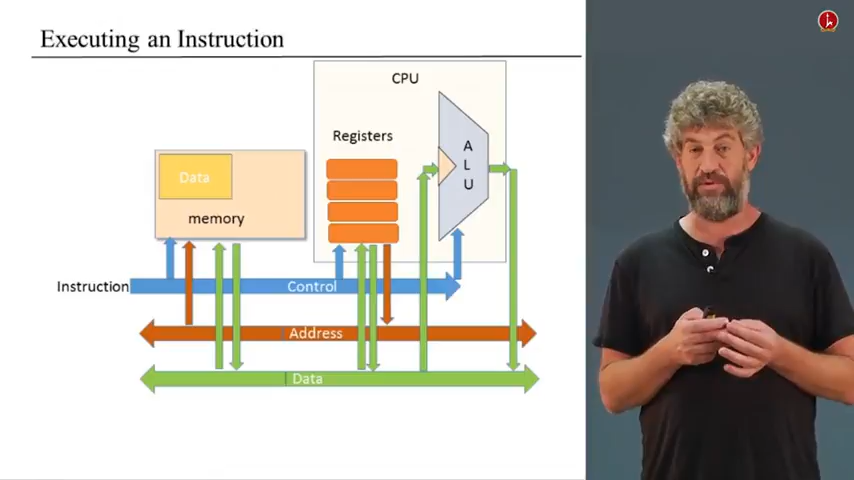 Executing an Instruction
CPU
Registers
A
L
U
Data
memory
Instruction
Control
Address
Data